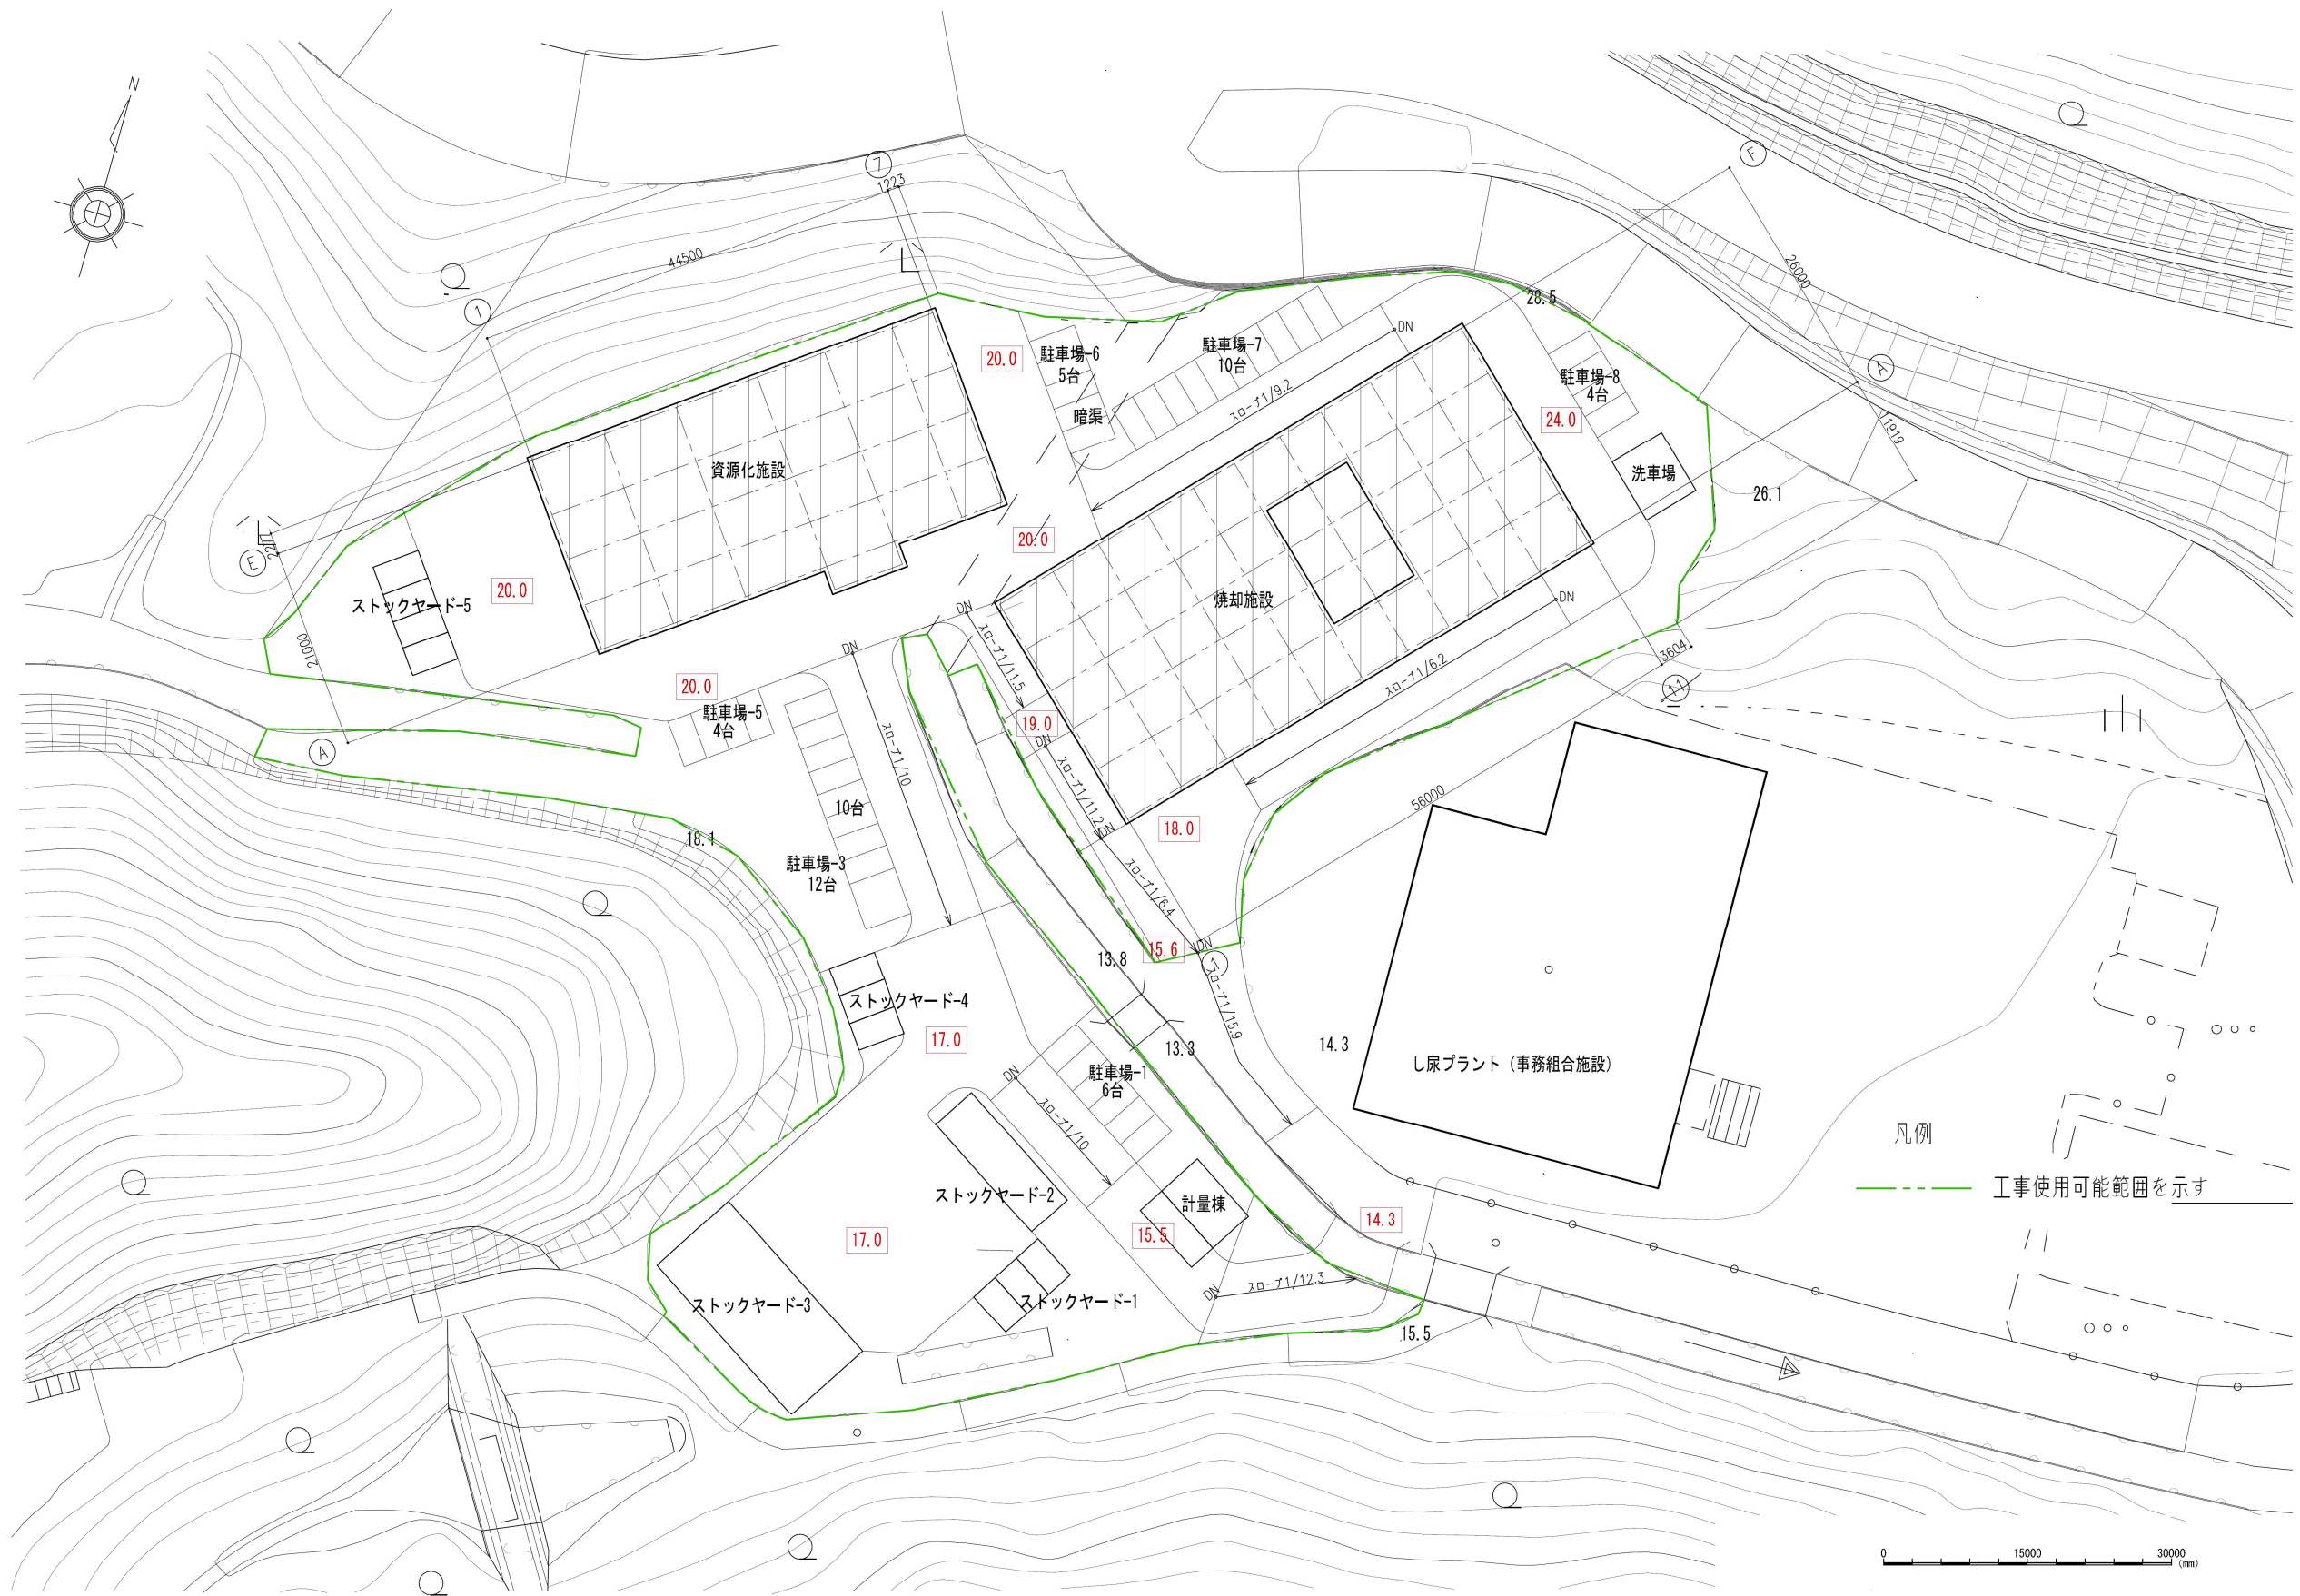 N
7
1223
44500
1
F
26000
A
1919
28.5
DN
20.0
駐車場-6
5台
駐車場-7
10台
スロープ1/9.2
駐車場-8
4台
暗渠
24.0
資源化施設
洗車場
26.1
E
2211
20.0
20.0
ストックヤード-5
焼却施設
DN
DN
スロープ1/11.5
21000
DN
スロープ1/6.2
3604
11
20.0
駐車場-5
4台
19.0
DN
A
スロープ1/10
スロープ1/11.2
56000
10台
18.1
DN
18.0
駐車場-3
12台
スロープ1/6.4
15.6
DN
1
13.8
ストックヤード-4
17.0
スロープ1/15.9
13.3
14.3
し尿プラント（事務組合施設）
DN
駐車場-1
6台
スロープ1/10
凡例
工事使用可能範囲を示す
ストックヤード-2
計量棟
17.0
15.5
14.3
スロープ1/12.3
DN
ストックヤード-3
ストックヤード-1
15.5
0
15000
30000
(mm)